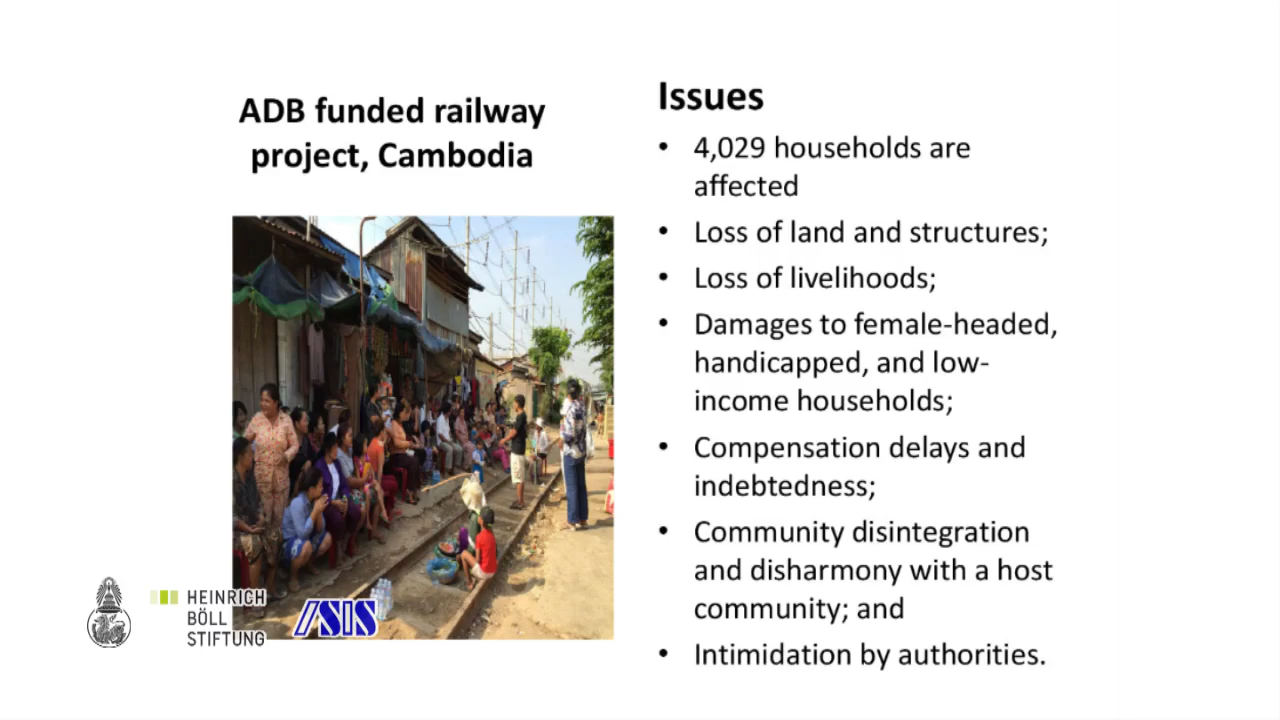 ADB funded railway
project, Cambodia
Issues
• 4,029 households are
affected
• Loss of land and structures;
• Loss of livelihoods;
• Damages to female-headed,
handicapped, and low-
income households;
• Compensation delays and
indebtedness;
• Community disintegration
and disharmony with a host
community; and
• Intimidation by authorities.
HEINRICH
BÖLL
STIFTUNG
ISIS